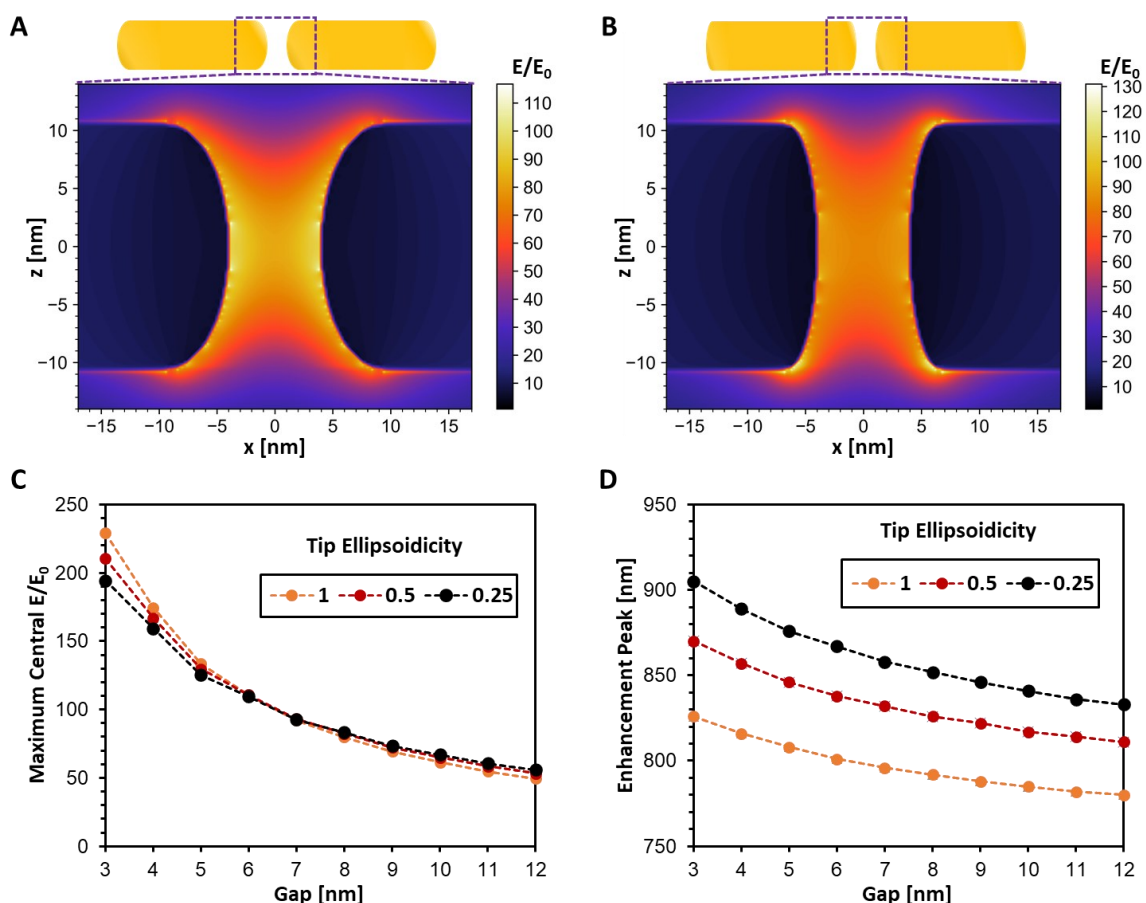 A
B
E/E0
E/E0
110
100
90
80
70
60
50
40
30
20
10
130
120
110
100
90
80
70
60
50
40
30
20
10
10
5
0
−5
−10
z [nm]
−15 −10 −5 0 5 10 15
x [nm]
10
5
0
−5
−10
z [nm]
−15 −10 −5 0 5 10 15
x [nm]
C
D
250
200
150
100
50
0
Maximum Central E/E0
Tip Ellipsoidicity
1 0.5 0.25
3 4 5 6 7 8 9 10 11 12
Gap [nm]
950
900
850
800
750
Enhancement Peak [nm]
Tip Ellipsoidicity
1 0.5 0.25
3 4 5 6 7 8 9 10 11 12
Gap [nm]